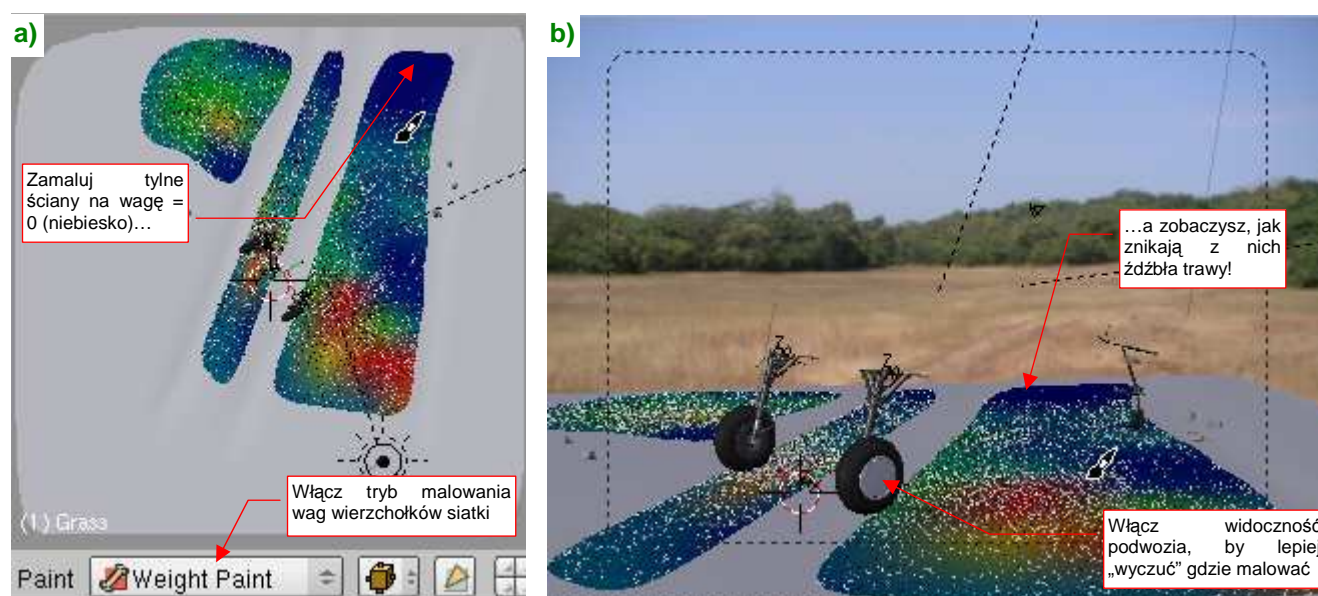 a)
Zamaluj tylne
ściany na wagę =
0 (niebiesko)…
Włącz tryb malowania
wag wierzchołków siatki
(1) Grass
Paint Weight Paint
b)
…a zobaczysz, jak
znikają z nich
źdźbła trawy!
Włącz widoczność
podwozia, by lepiej
„wyczuć” gdzie malować